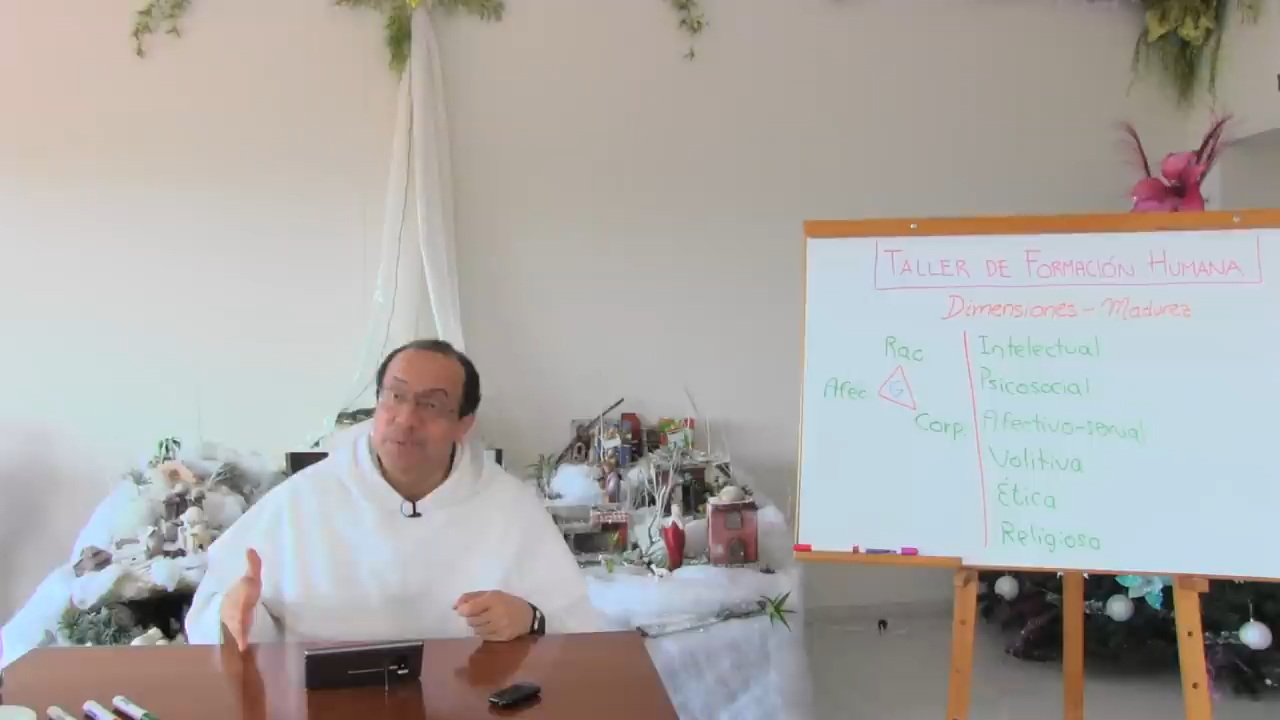 TALLER DE FORMACIÓN HUMANA
Dimensiones - Madurez
Rac
Afec
G
Corp.
Intelectual
Psicosocial
Afectivo-sexual
Volitiva
Ética
Religiosa